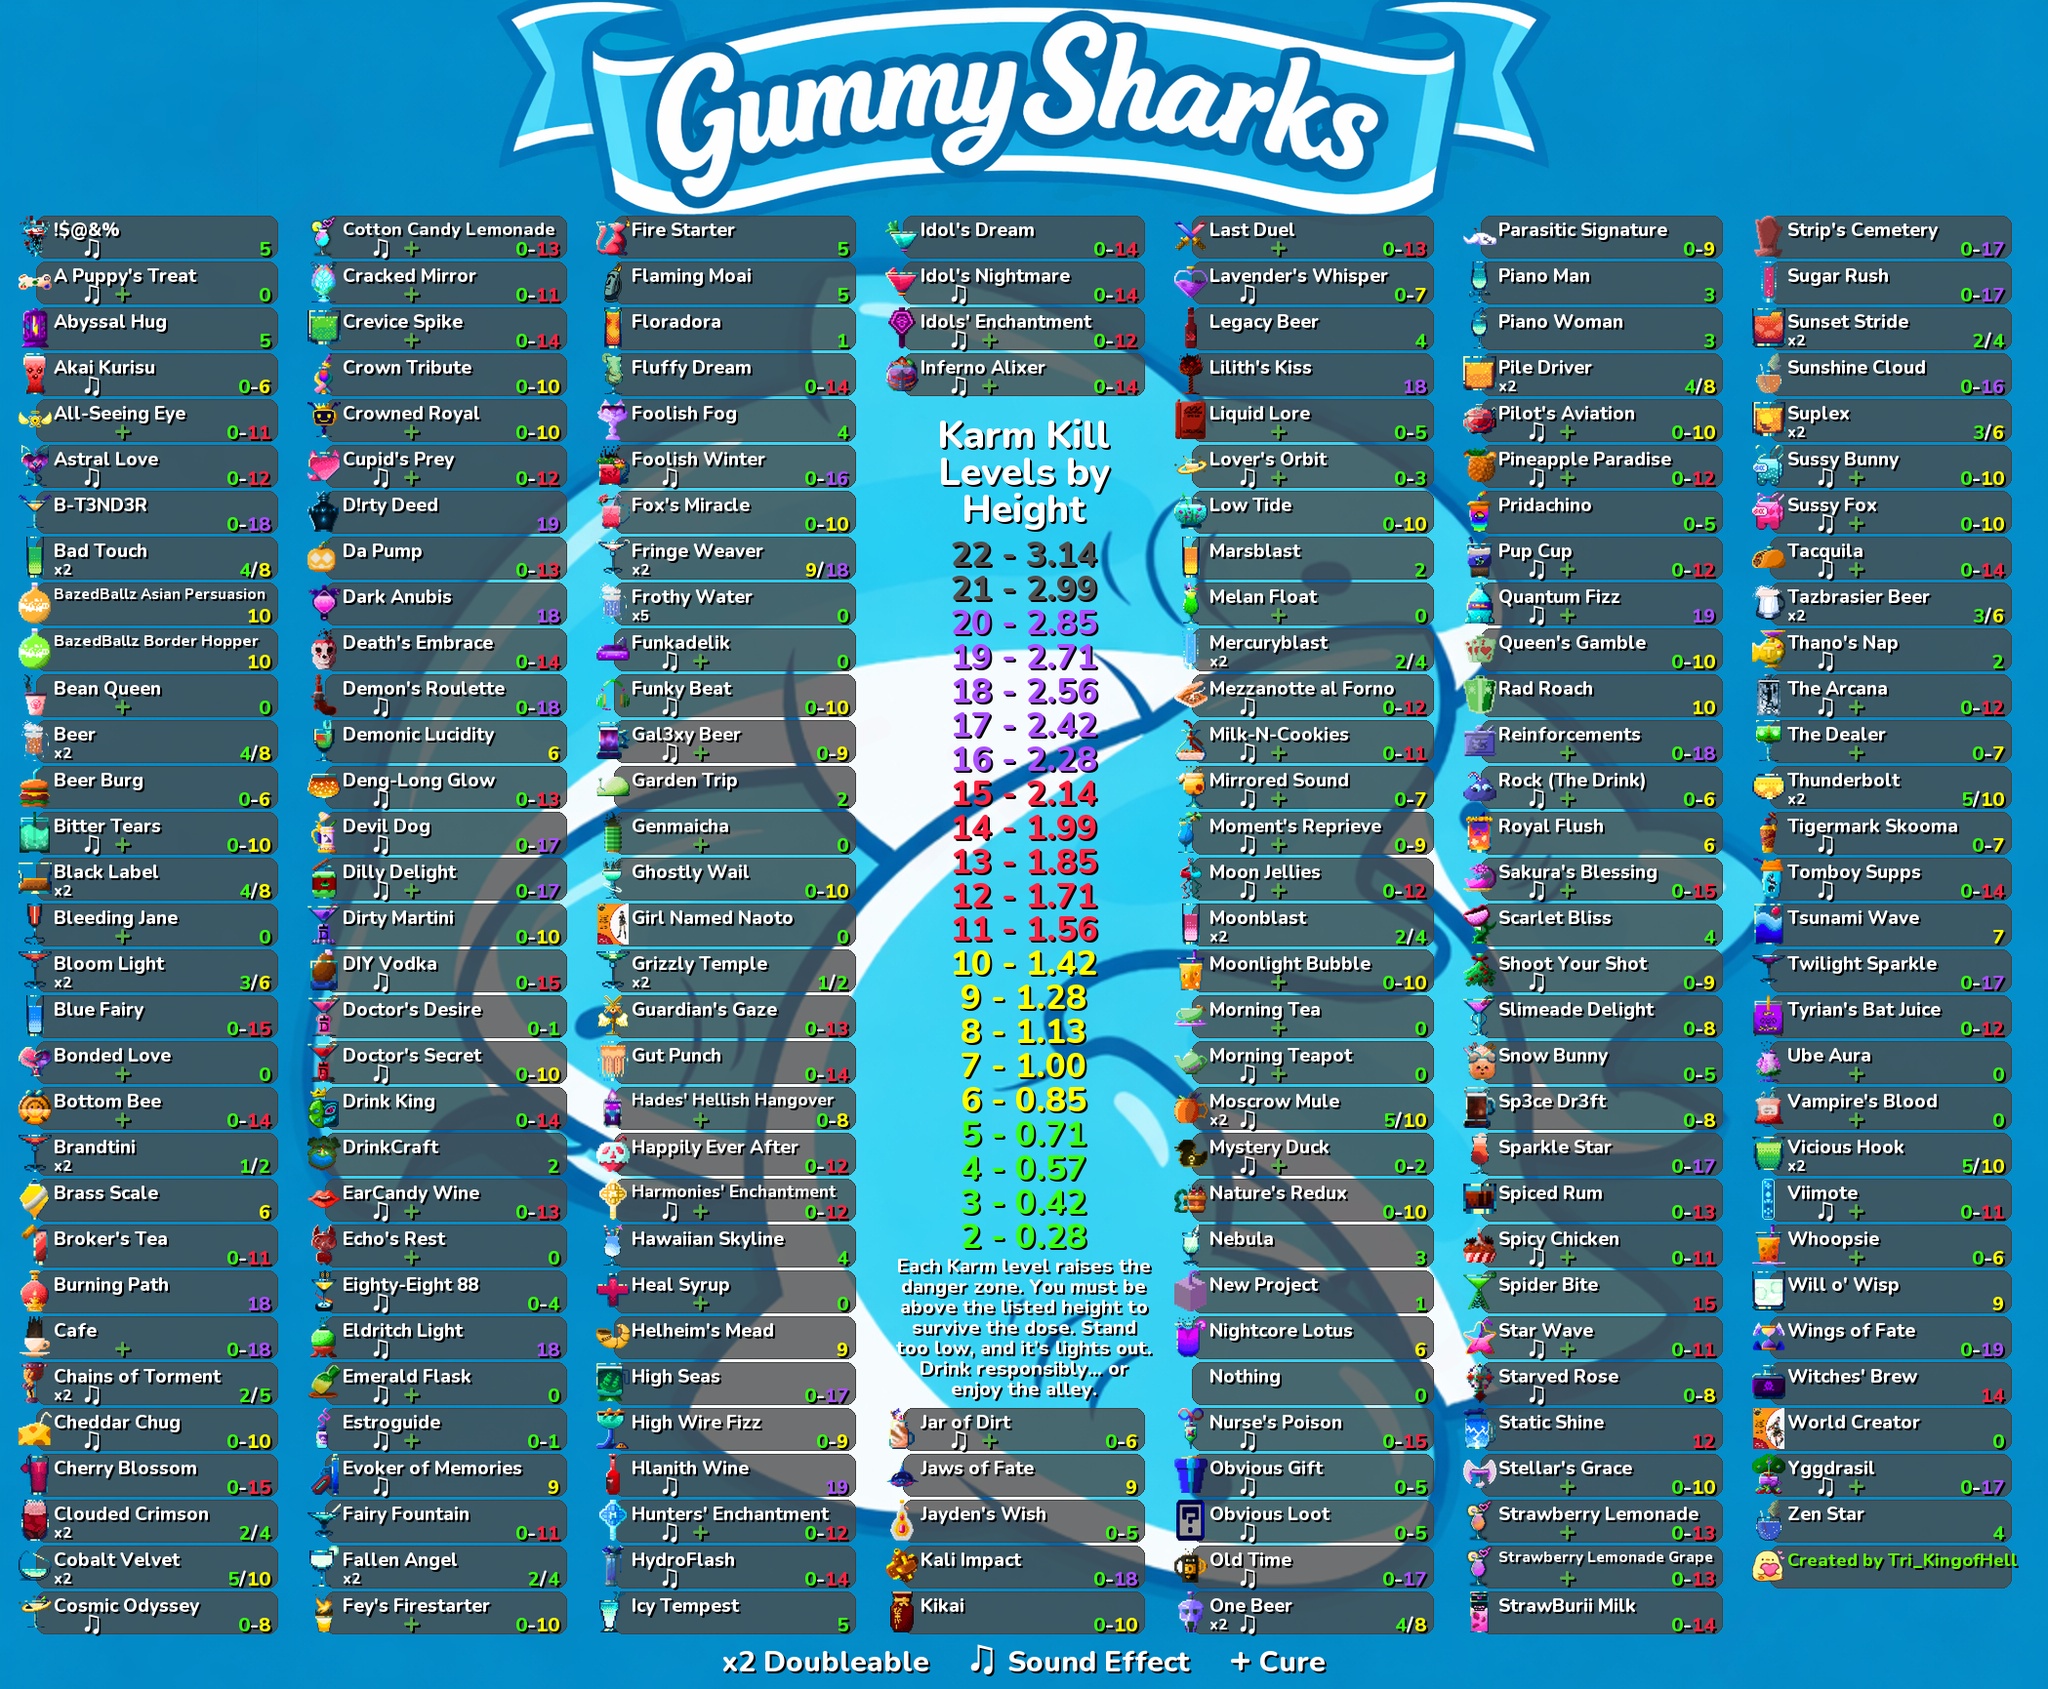 Gummy Sharks
!$@&%
♫ 5
A Puppy's Treat
♫ + 0
Abyssal Hug
5
Akai Kurisu
♫ 0-6
All-Seeing Eye
+ 0-11
Astral Love
♫ 0-12
B-T3ND3R
0-18
Bad Touch
x2 4/8
BazedBallz Asian Persuasion
10
BazedBallz Border Hopper
10
Bean Queen
+ 0
Beer
x2 4/8
Beer Burg
0-6
Bitter Tears
♫ + 0-10
Black Label
x2 4/8
Bleeding Jane
+ 0
Bloom Light
x2 3/6
Blue Fairy
0-15
Bonded Love
+ 0
Bottom Bee
+ 0-14
Brandtini
x2 1/2
Brass Scale
6
Broker's Tea
0-11
Burning Path
18
Cafe
+ 0-18
Chains of Torment
x2 ♫ 2/5
Cheddar Chug
♫ 0-10
Cherry Blossom
0-15
Clouded Crimson
x2 2/4
Cobalt Velvet
x2 5/10
Cosmic Odyssey
♫ 0-8
Cotton Candy Lemonade
♫ + 0-13
Cracked Mirror
+ 0-11
Crevice Spike
+ 0-14
Crown Tribute
0-10
Crowned Royal
+ 0-10
Cupid's Prey
♫ + 0-12
D!rty Deed
19
Da Pump
0-13
Dark Anubis
18
Death's Embrace
0-14
Demon's Roulette
♫ 0-18
Demonic Lucidity
6
Deng-Long Glow
♫ 0-13
Devil Dog
♫ 0-17
Dilly Delight
♫ + 0-17
Dirty Martini
0-10
DIY Vodka
♫ 0-15
Doctor's Desire
0-1
Doctor's Secret
♫ 0-10
Drink King
0-14
DrinkCraft
2
EarCandy Wine
♫ + 0-13
Echo's Rest
+ 0
Eighty-Eight 88
♫ 0-4
Eldritch Light
♫ 18
Emerald Flask
♫ + 0
Estroguide
♫ + 0-1
Evoker of Memories
♫ 9
Fairy Fountain
0-11
Fallen Angel
x2 2/4
Fey's Firestarter
+ 0-10
Fire Starter
5
Flaming Moai
5
Floradora
1
Fluffy Dream
0-14
Foolish Fog
4
Foolish Winter
♫ 0-16
Fox's Miracle
0-10
Fringe Weaver
x2 9/18
Frothy Water
x5 0
Funkadelik
♫ + 0
Funky Beat
♫ 0-10
Gal3xy Beer
♫ + 0-9
Garden Trip
2
Genmaicha
+ 0
Ghostly Wail
0-10
Girl Named Naoto
0
Grizzly Temple
x2 1/2
Guardian's Gaze
0-13
Gut Punch
0-14
Hades' Hellish Hangover
+ 0-8
Happily Ever After
0-12
Harmonies' Enchantment
♫ + 0-12
Hawaiian Skyline
4
Heal Syrup
+ 0
Helheim's Mead
9
High Seas
0-17
High Wire Fizz
0-9
Hlanith Wine
♫ 19
Hunters' Enchantment
♫ + 0-12
HydroFlash
♫ 0-14
Icy Tempest
5
Idol's Dream
0-14
Idol's Nightmare
♫ 0-14
Idols' Enchantment
♫ + 0-12
Inferno Alixer
♫ + 0-14
Karm Kill
Levels by
Height
22 - 3.14
21 - 2.99
20 - 2.85
19 - 2.71
18 - 2.56
17 - 2.42
16 - 2.28
15 - 2.14
14 - 1.99
13 - 1.85
12 - 1.71
11 - 1.56
10 - 1.42
9 - 1.28
8 - 1.13
7 - 1.00
6 - 0.85
5 - 0.71
4 - 0.57
3 - 0.42
2 - 0.28
Each Karm level raises the
danger zone. You must be
above the listed height to
survive the dose. Stand
too low, and it's lights out.
Drink responsibly... or
enjoy the alley.
Jar of Dirt
♫ + 0-6
Jaws of Fate
9
Jayden's Wish
0-5
Kali Impact
0-18
Kikai
0-10
Last Duel
+ 0-13
Lavender's Whisper
♫ 0-7
Legacy Beer
4
Lilith's Kiss
18
Liquid Lore
+ 0-5
Lover's Orbit
♫ + 0-3
Low Tide
0-10
Marsblast
2
Melan Float
+ 0
Mercuryblast
x2 2/4
Mezzanotte al Forno
♫ 0-12
Milk-N-Cookies
♫ + 0-11
Mirrored Sound
♫ + 0-7
Moment's Reprieve
♫ + 0-9
Moon Jellies
♫ + 0-12
Moonblast
x2 2/4
Moonlight Bubble
+ 0-10
Morning Tea
+ 0
Morning Teapot
♫ + 0
Moscrow Mule
x2 ♫ 5/10
Mystery Duck
♫ + 0-2
Nature's Redux
0-10
Nebula
3
New Project
1
Nightcore Lotus
6
Nothing
0
Nurse's Poison
♫ 0-15
Obvious Gift
♫ 0-5
Obvious Loot
♫ 0-5
Old Time
♫ 0-17
One Beer
x2 ♫ 4/8
Parasitic Signature
0-9
Piano Man
3
Piano Woman
3
Pile Driver
x2 4/8
Pilot's Aviation
♫ + 0-10
Pineapple Paradise
♫ + 0-12
Pridachino
0-5
Pup Cup
♫ + 0-12
Quantum Fizz
♫ + 19
Queen's Gamble
0-10
Rad Roach
10
Reinforcements
+ 0-18
Rock (The Drink)
♫ + 0-6
Royal Flush
6
Sakura's Blessing
♫ + 0-15
Scarlet Bliss
4
Shoot Your Shot
♫ 0-9
Slimeade Delight
0-8
Snow Bunny
0-5
Sp3ce Dr3ft
0-8
Sparkle Star
0-17
Spiced Rum
0-13
Spicy Chicken
♫ + 0-11
Spider Bite
15
Star Wave
♫ + 0-11
Starved Rose
♫ 0-8
Static Shine
12
Stellar's Grace
+ 0-10
Strawberry Lemonade
+ 0-13
Strawberry Lemonade Grape
+ 0-13
StrawBurii Milk
0-14
Strip's Cemetery
0-17
Sugar Rush
0-17
Sunset Stride
x2 2/4
Sunshine Cloud
0-16
Suplex
x2 3/6
Sussy Bunny
♫ + 0-10
Sussy Fox
♫ + 0-10
Tacquila
♫ + 0-14
Tazbrasier Beer
x2 3/6
Thano's Nap
♫ 2
The Arcana
♫ + 0-12
The Dealer
+ 0-7
Thunderbolt
x2 5/10
Tigermark Skooma
♫ 0-7
Tomboy Supps
♫ 0-14
Tsunami Wave
7
Twilight Sparkle
0-17
Tyrian's Bat Juice
0-12
Ube Aura
+ 0
Vampire's Blood
+ 0
Vicious Hook
x2 5/10
Viimote
♫ + 0-11
Whoopsie
+ 0-6
Will o' Wisp
9
Wings of Fate
0-19
Witches' Brew
14
World Creator
0
Yggdrasil
♫ + 0-17
Zen Star
4
Created by Tri_KingofHell
x2 Doubleable ♫ Sound Effect + Cure